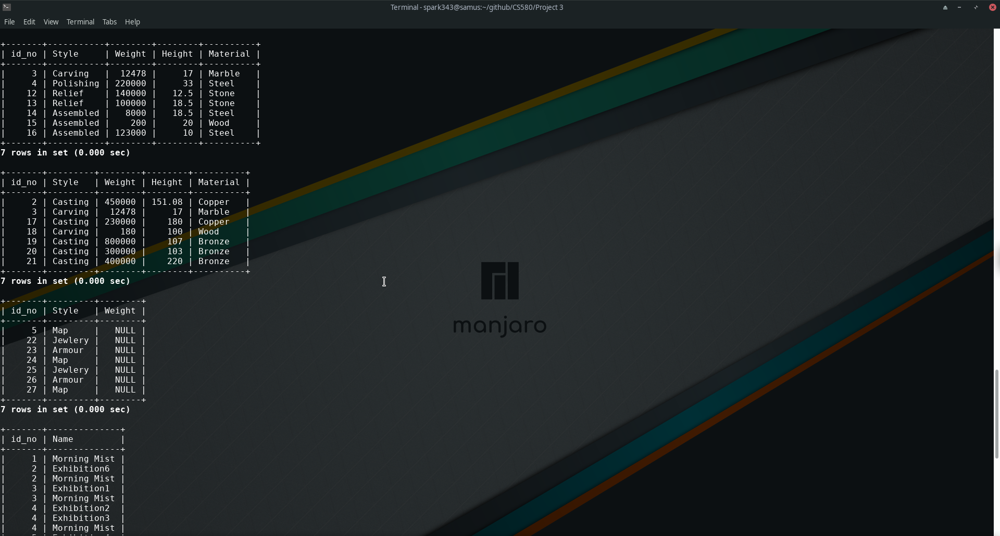 Terminal - spark343@samus:~/github/CS580/Project 3
File Edit View Terminal Tabs Help
+-------+-----------+--------+--------+----------+
| id_no | Style     | Weight | Height | Material |
+-------+-----------+--------+--------+----------+
|     3 | Carving   |  12478 |     17 | Marble   |
|     4 | Polishing | 220000 |     33 | Steel    |
|    12 | Relief    | 140000 |   12.5 | Stone    |
|    13 | Relief    | 100000 |   18.5 | Stone    |
|    14 | Assembled |   8000 |   18.5 | Steel    |
|    15 | Assembled |    200 |     20 | Wood     |
|    16 | Assembled | 123000 |     10 | Steel    |
+-------+-----------+--------+--------+----------+
7 rows in set (0.000 sec)
+-------+---------+--------+--------+----------+
| id_no | Style   | Weight | Height | Material |
+-------+---------+--------+--------+----------+
|     2 | Casting | 450000 | 151.08 | Copper   |
|     3 | Carving |  12478 |     17 | Marble   |
|    17 | Casting | 230000 |    180 | Copper   |
|    18 | Carving |    180 |    100 | Wood     |
|    19 | Casting | 800000 |    107 | Bronze   |
|    20 | Casting | 300000 |    103 | Bronze   |
|    21 | Casting | 400000 |    220 | Bronze   |
+-------+---------+--------+--------+----------+
7 rows in set (0.000 sec)
+-------+---------+--------+
| id_no | Style   | Weight |
+-------+---------+--------+
|     5 | Map     |   NULL |
|    22 | Jewlery |   NULL |
|    23 | Armour  |   NULL |
|    24 | Map     |   NULL |
|    25 | Jewlery |   NULL |
|    26 | Armour  |   NULL |
|    27 | Map     |   NULL |
+-------+---------+--------+
7 rows in set (0.000 sec)
+-------+--------------+
| id_no | Name         |
+-------+--------------+
|     1 | Morning Mist |
|     2 | Exhibition6  |
|     2 | Morning Mist |
|     3 | Exhibition1  |
|     3 | Morning Mist |
|     4 | Exhibition2  |
|     4 | Exhibition3  |
|     4 | Morning Mist |
manjaro